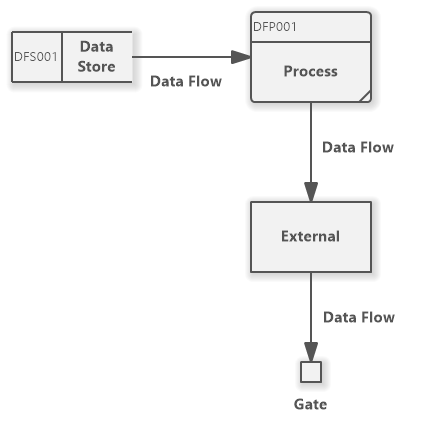 DFS001
Data
Store
Data Flow
DFP001
Process
Data Flow
External
Data Flow
Gate